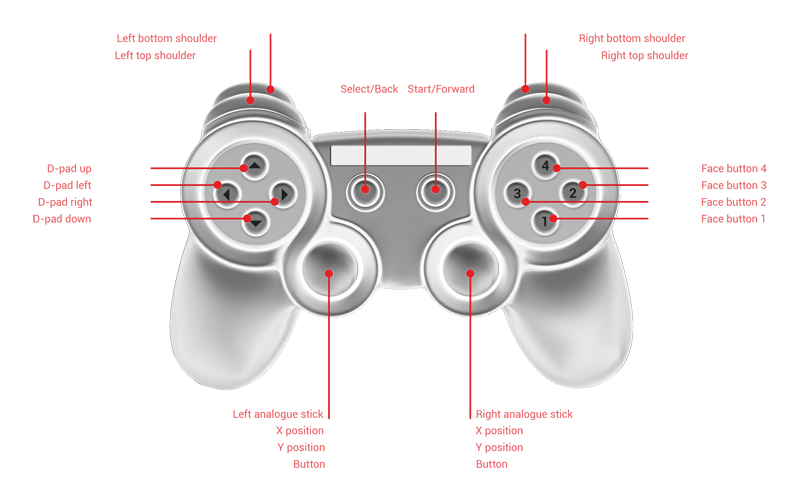 Left bottom shoulder
Left top shoulder
Right bottom shoulder
Right top shoulder
Select/Back
Start/Forward
D-pad up
D-pad left
D-pad right
D-pad down
4
3
2
1
Face button 4
Face button 3
Face button 2
Face button 1
Left analogue stick
X position
Y position
Button
Right analogue stick
X position
Y position
Button